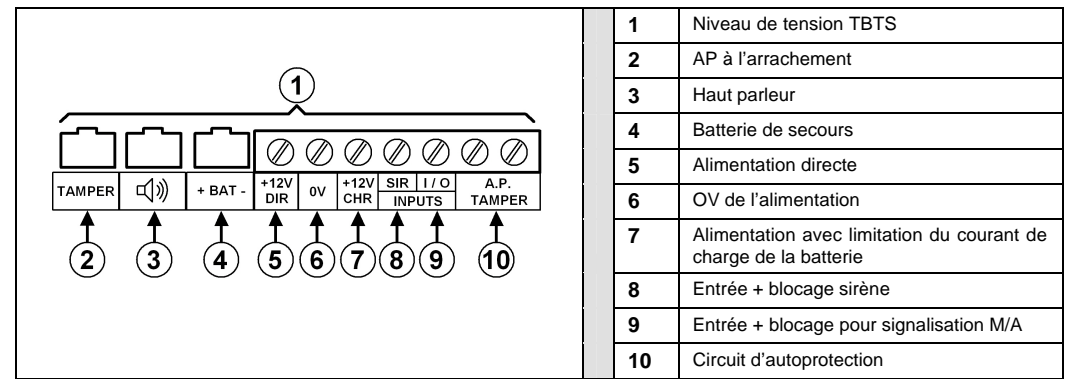 1
TAMPER
+ BAT -
+12V DIR
0V
+12V CHR
SIR
I / O
INPUTS
A.P. TAMPER
2
3
4
5
6
7
8
9
10
1 Niveau de tension TBTS
2 AP à l'arrachement
3 Haut parleur
4 Batterie de secours
5 Alimentation directe
6 OV de l'alimentation
7 Alimentation avec limitation du courant de
charge de la batterie
8 Entrée + blocage sirène
9 Entrée + blocage pour signalisation M/A
10 Circuit d'autoprotection